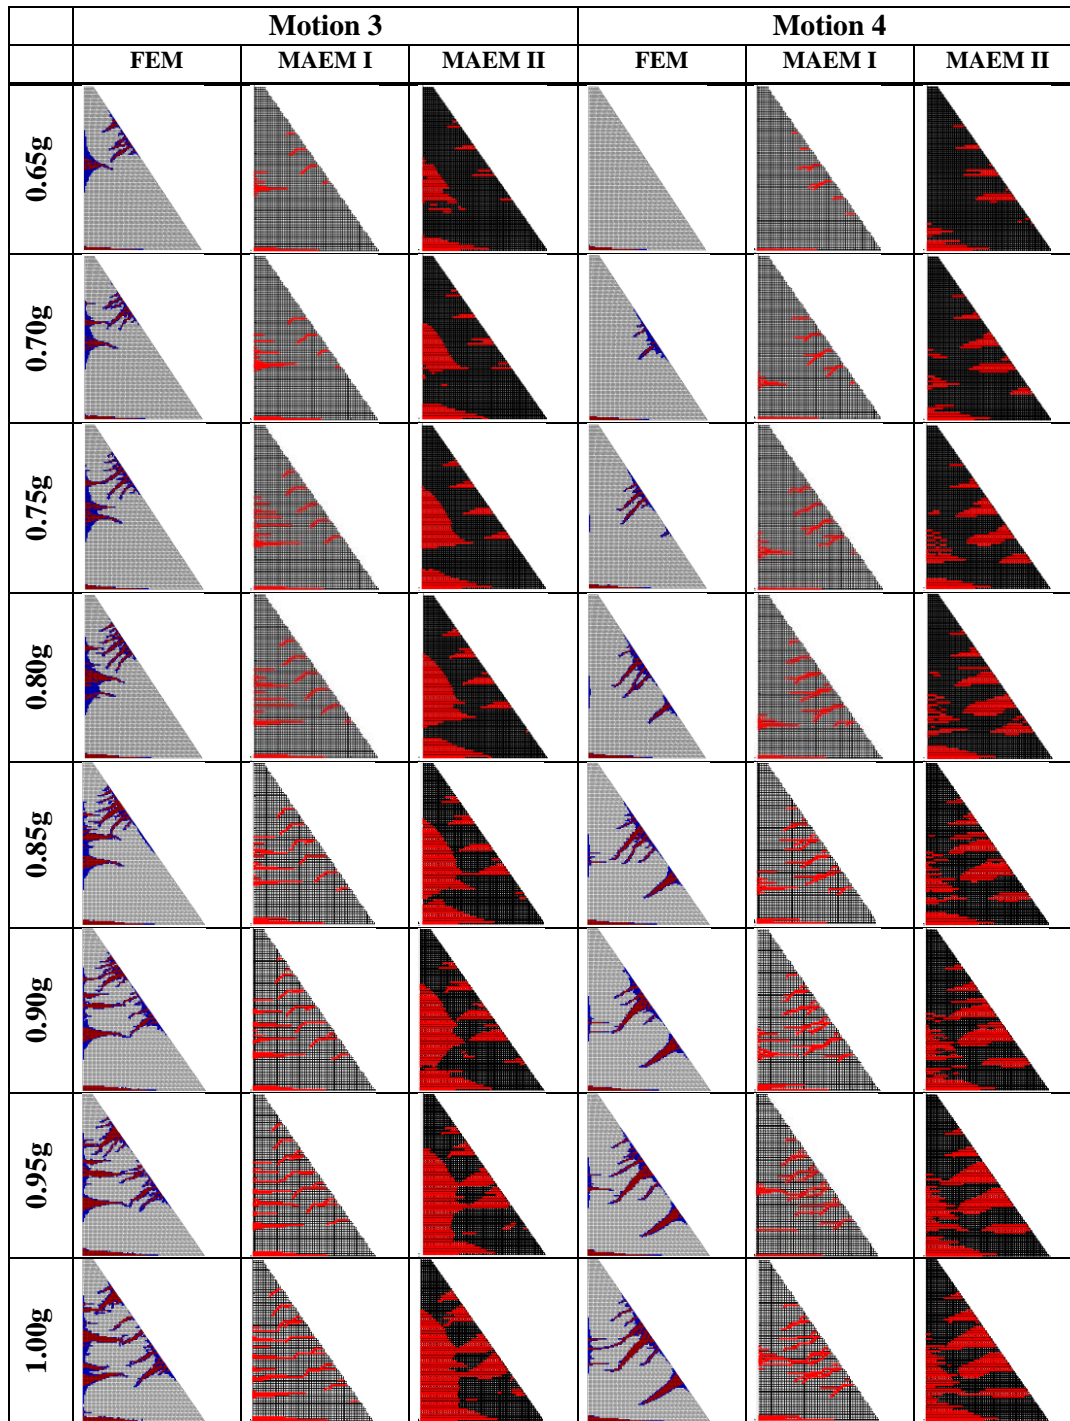 Motion 3 Motion 4
FEM MAEM I MAEM II FEM MAEM I MAEM II
0.65g
0.70g
0.75g
0.80g
0.85g
0.90g
0.95g
1.00g